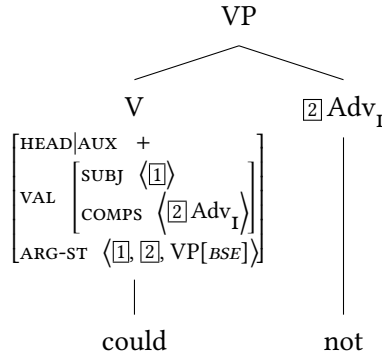 VP
V 2 Adv_I
HEAD|AUX +
VAL SUBJ ⟨1⟩
COMPS ⟨2 Adv_I⟩
ARG-ST ⟨1, 2, VP[BSE]⟩
could not